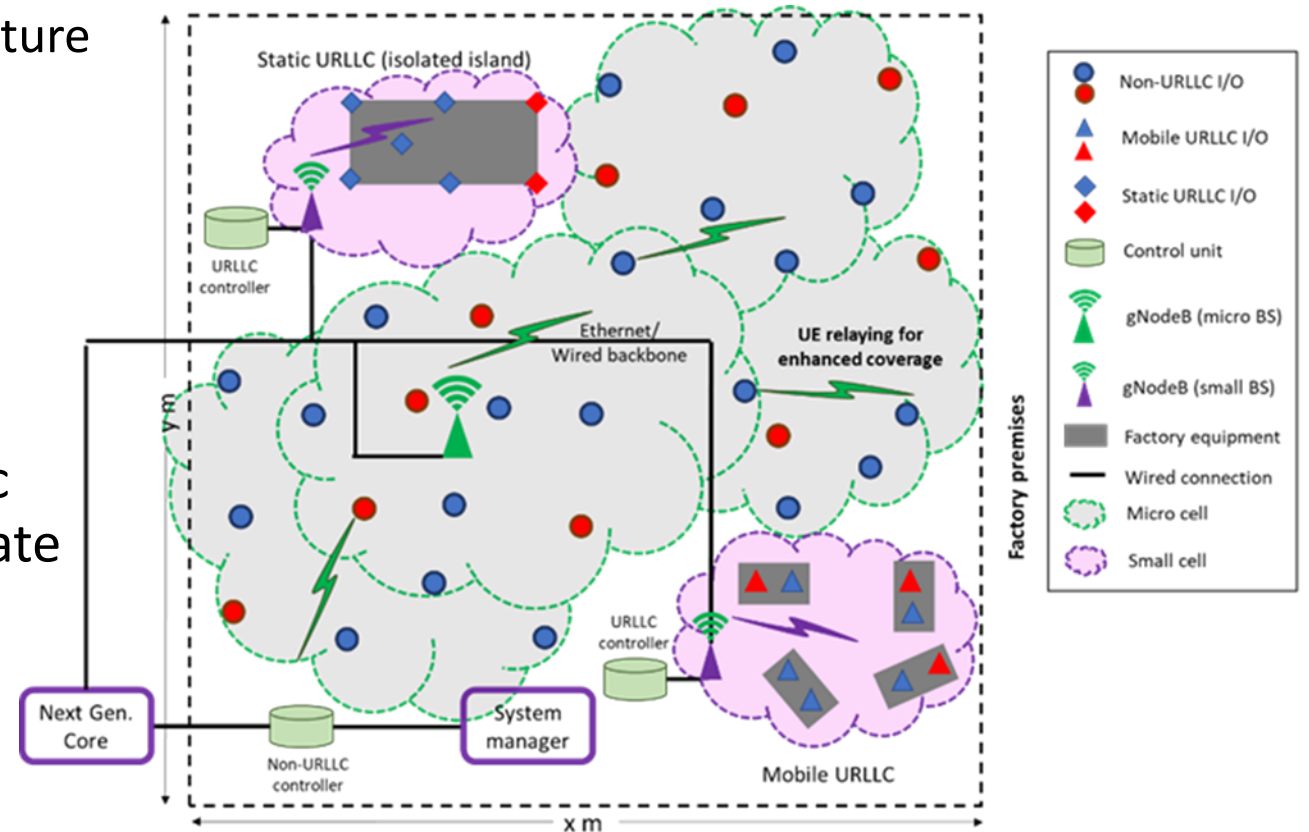 ture
c
ate
Static URLLC (isolated island)
URLLC
controller
Ethernet/
Wired backbone
UE relaying for
enhanced coverage
y m
URLLC
controller
Next Gen.
Core
Non-URLLC
controller
System
manager
Mobile URLLC
x m
Factory premises
Non-URLLC I/O
Mobile URLLC I/O
Static URLLC I/O
Control unit
gNodeB (micro BS)
gNodeB (small BS)
Factory equipment
Wired connection
Micro cell
Small cell